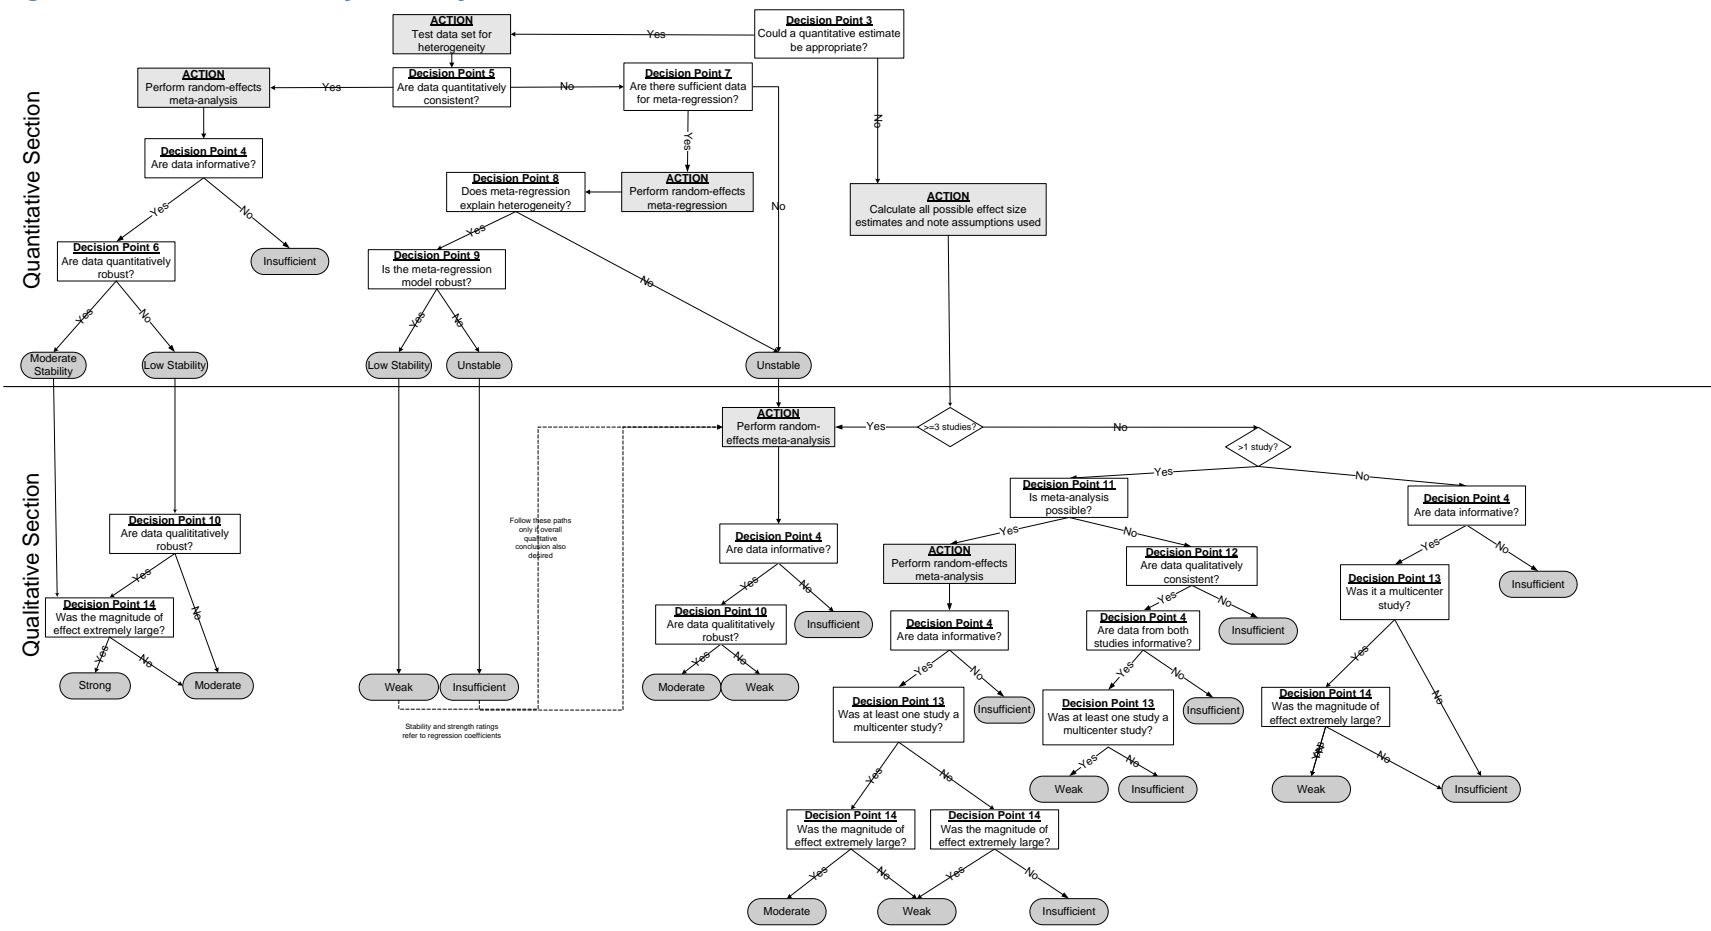 ACTION
Test data set for
heterogeneity
Yes
Decision Point 3
Could a quantitative estimate
be appropriate?
ACTION
Perform random-effects
meta-analysis
Yes
Decision Point 5
Are data quantitatively
consistent?
No
Decision Point 7
Are there sufficient data
for meta-regression?
No
Yes
Quantitative Section
Decision Point 4
Are data informative?
Decision Point 8
Does meta-regression
explain heterogeneity?
ACTION
Perform random-effects
meta-regression
No
ACTION
Calculate all possible effect size
estimates and note assumptions used
Yes
No
Yes
Decision Point 6
Are data quantitatively
robust?
Insufficient
Decision Point 9
Is the meta-regression
model robust?
No
Yes
No
Yes
No
Moderate
Stability
Low Stability
Low Stability
Unstable
Unstable
ACTION
Perform random-
effects meta-analysis
Yes
>=3 studies?
No
>1 study?
Yes
No
Qualitative Section
Decision Point 11
Is meta-analysis
possible?
Decision Point 4
Are data informative?
Decision Point 10
Are data qualititatively
robust?
Follow these paths
only if overall
qualitative
conclusion also
desired
Decision Point 4
Are data informative?
Yes
No
Yes
No
ACTION
Perform random-effects
meta-analysis
Decision Point 12
Are data qualitatively
consistent?
Yes
No
Yes
No
Decision Point 13
Was it a multicenter
study?
Insufficient
Decision Point 14
Was the magnitude of
effect extremely large?
No
Decision Point 10
Are data qualititatively
robust?
Insufficient
Yes
No
Decision Point 4
Are data informative?
Decision Point 4
Are data from both
studies informative?
Insufficient
Yes
No
Yes
No
Yes
No
Yes
No
Yes
Strong
Moderate
Weak
Insufficient
Moderate
Weak
Decision Point 13
Was at least one study a
multicenter study?
Insufficient
Decision Point 13
Was at least one study a
multicenter study?
Insufficient
Decision Point 14
Was the magnitude of
effect extremely large?
No
Stability and strength ratings
refer to regression coefficients
Yes
No
Yes
No
Yes
No
Weak
Insufficient
Weak
Insufficient
Decision Point 14
Was the magnitude of
effect extremely large?
Decision Point 14
Was the magnitude of
effect extremely large?
Yes
No
Yes
No
Moderate
Weak
Insufficient